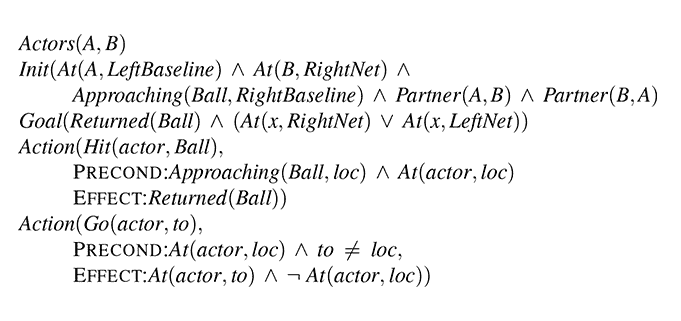 Actors(A, B)
Init(At(A, LeftBaseline) ∧ At(B, RightNet) ∧
Approaching(Ball, RightBaseline) ∧ Partner(A, B) ∧ Partner(B, A)
Goal(Returned(Ball) ∧ (At(x, RightNet) ∨ At(x, LeftNet))
Action(Hit(actor, Ball),
PRECOND:Approaching(Ball, loc) ∧ At(actor, loc)
EFFECT:Returned(Ball))
Action(Go(actor, to),
PRECOND:At(actor, loc) ∧ to ≠ loc,
EFFECT:At(actor, to) ∧ ¬ At(actor, loc))